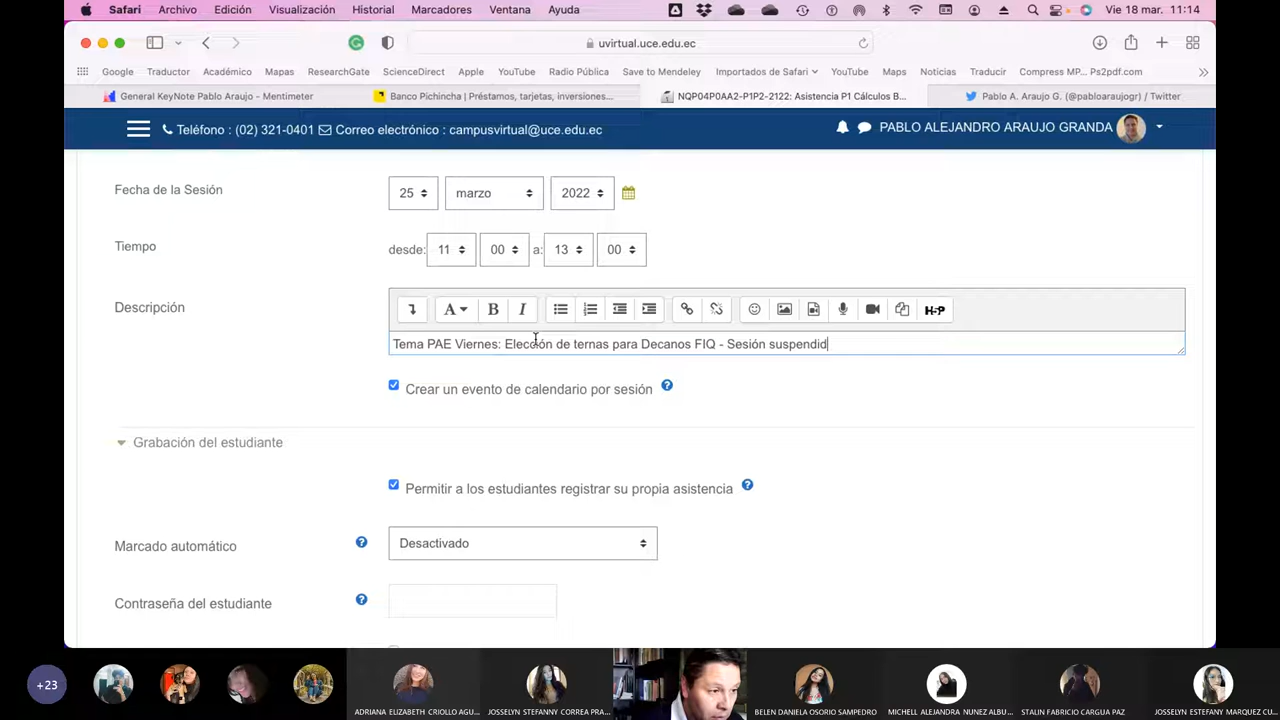 Safari Archivo Edición Visualización Historial Marcadores Ventana Ayuda Vie 18 mar. 11:14
uvirtual.uce.edu.ec
Google Traductor Académico Mapas ResearchGate ScienceDirect Apple YouTube Radio Pública Save to Mendeley Importados de Safari YouTube Maps Noticias Traducir Compress MP... Ps2pdf.com
General KeyNote Pablo Araujo - Mentimeter Banco Pichincha | Préstamos, tarjetas, inversiones... NQP04P0AA2-P1P2-2122: Asistencia P1 Cálculos B... Pablo A. Araujo G. (@pabloaraujogr) / Twitter
Teléfono : (02) 321-0401 Correo electrónico : campusvirtual@uce.edu.ec PABLO ALEJANDRO ARAUJO GRANDA
Fecha de la Sesión 25 marzo 2022
Tiempo desde: 11 00 a: 13 00
Descripción A B I H-P
Tema PAE Viernes: Elección de ternas para Decanos FIQ - Sesión suspendid
Crear un evento de calendario por sesión
Grabación del estudiante
Permitir a los estudiantes registrar su propia asistencia
Marcado automático Desactivado
Contraseña del estudiante
+23 ADRIANA ELIZABETH CRIOLLO AGU... JOSSELYN STEFANNY CORREA PRA... BELEN DANIELA OSORIO SAMPEDRO MICHELL ALEJANDRA NUNEZ ALBU... STALIN FABRICIO CARGUA PAZ JOSSELYN ESTEFANY MARQUEZ CU...